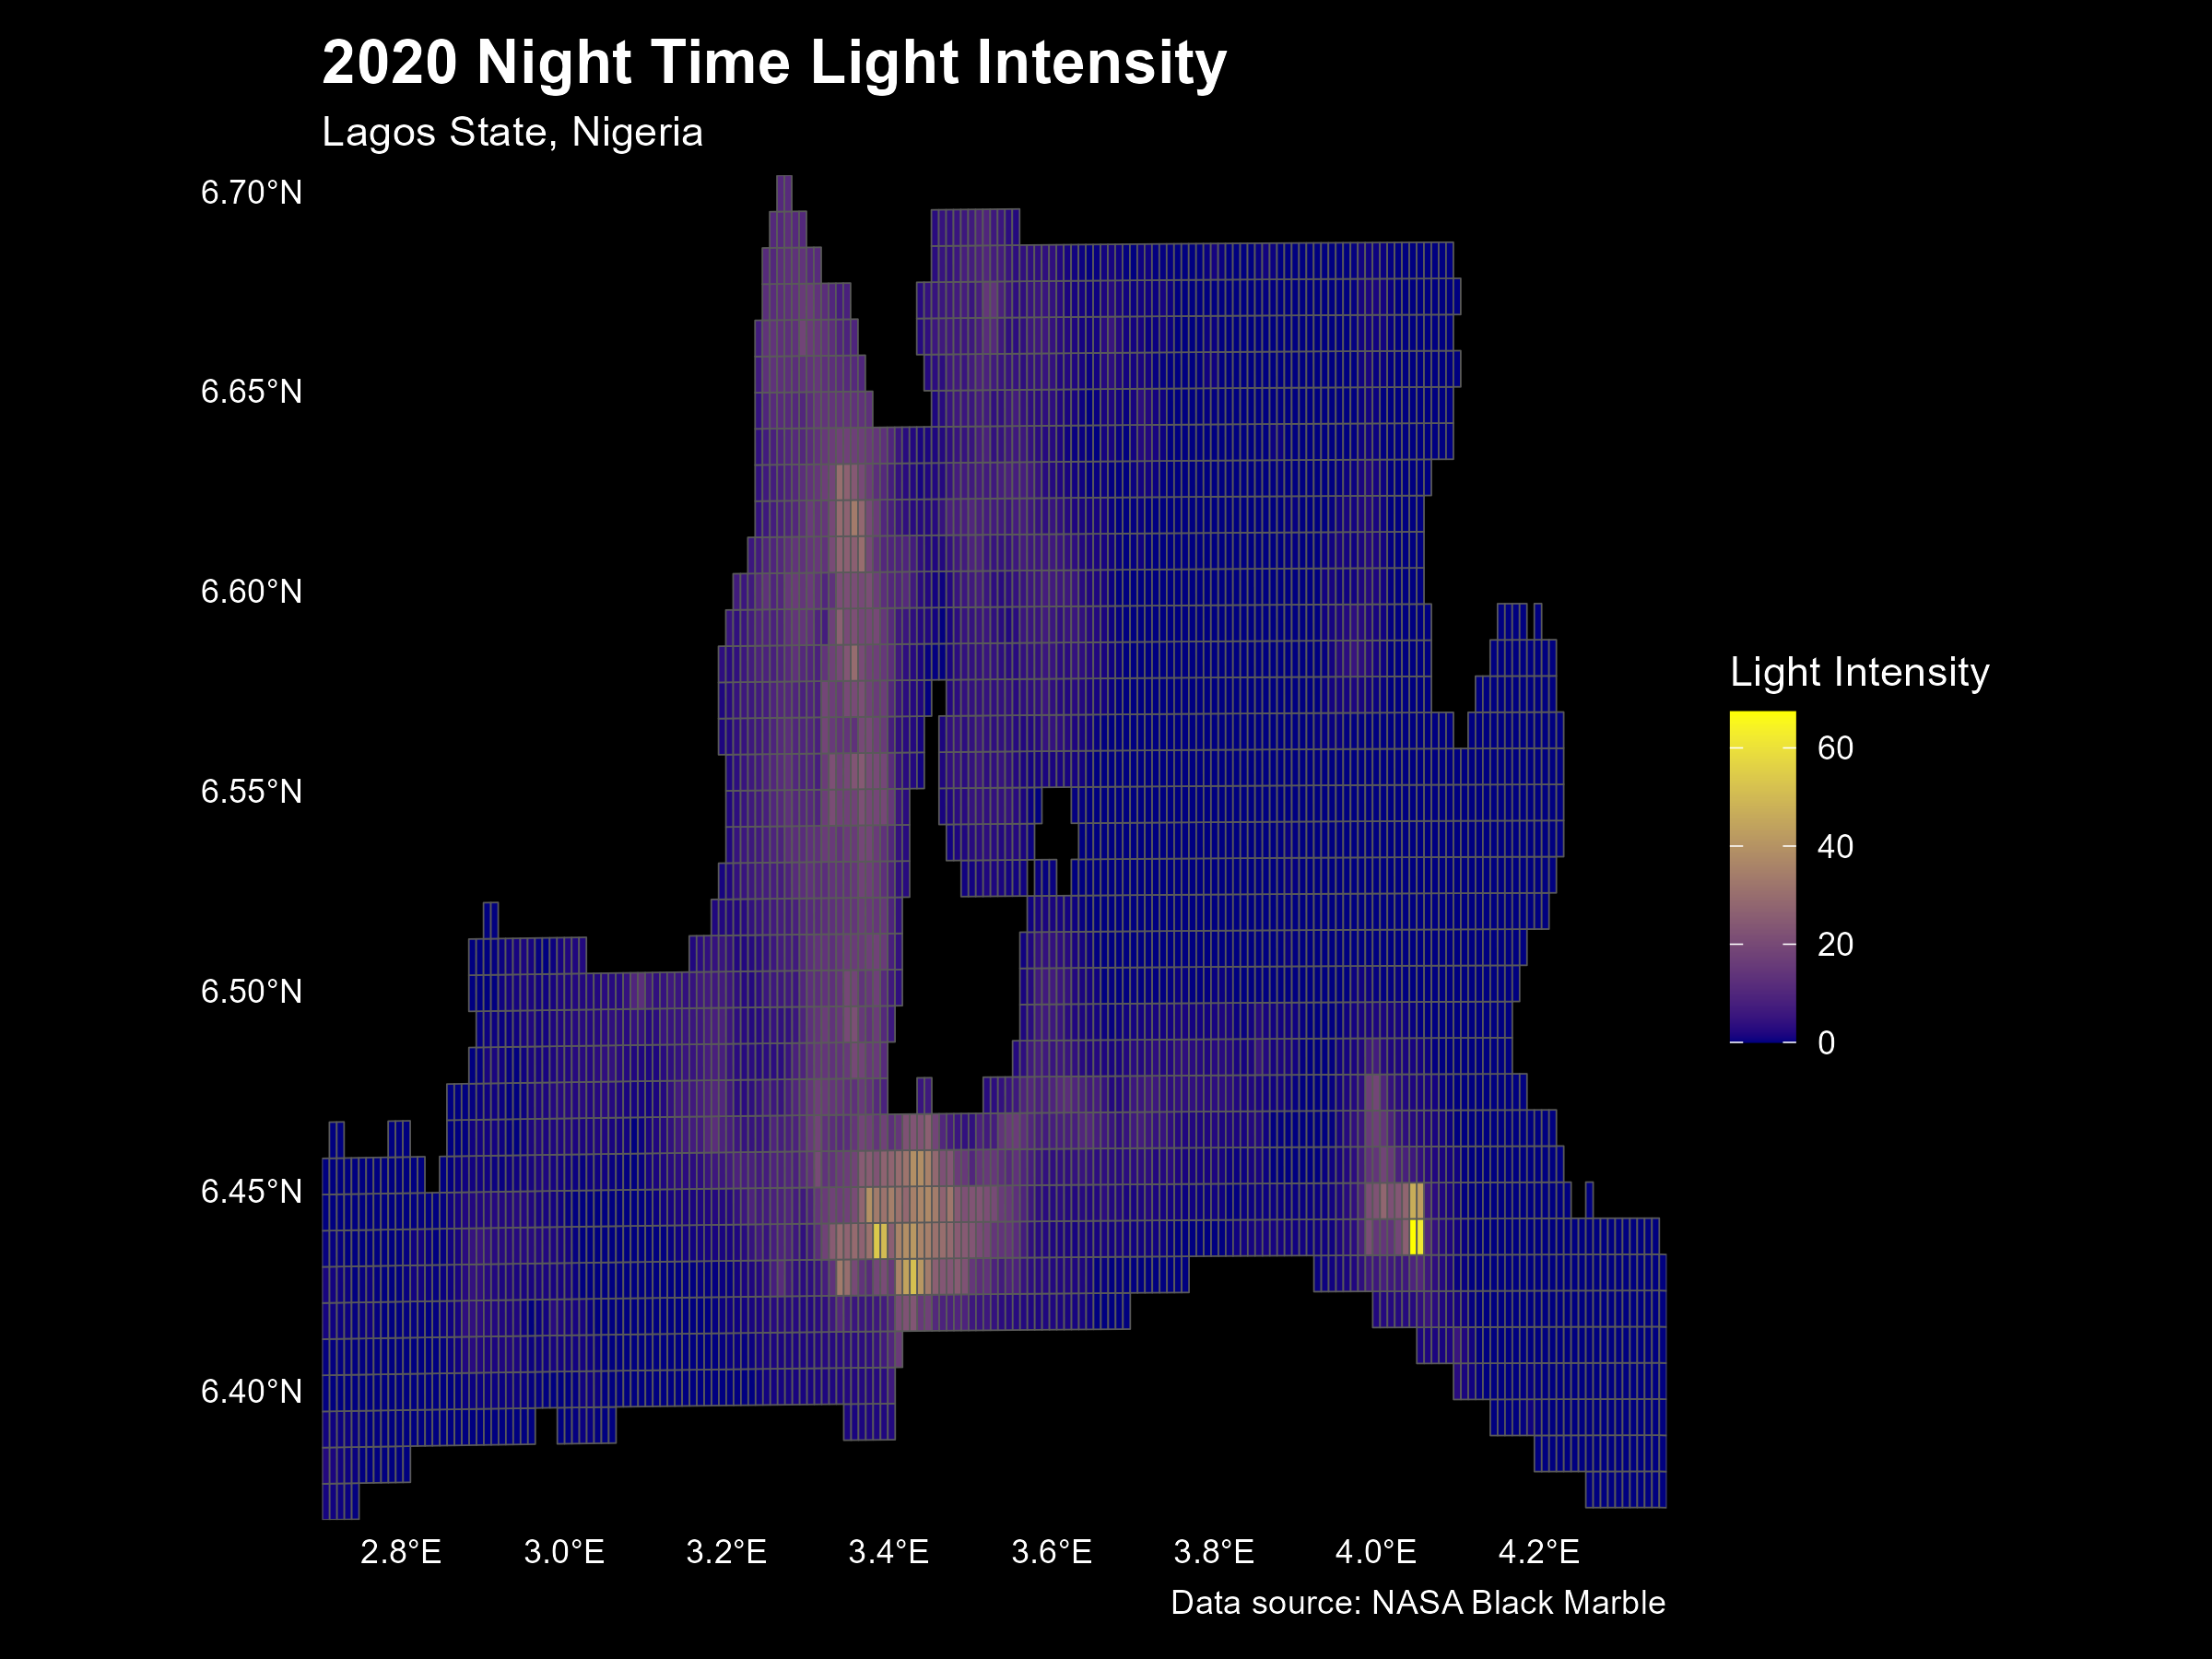 2020 Night Time Light Intensity
Lagos State, Nigeria
6.70°N
6.65°N
6.60°N
6.55°N
6.50°N
6.45°N
6.40°N
2.8°E 3.0°E 3.2°E 3.4°E 3.6°E 3.8°E 4.0°E 4.2°E
Light Intensity
60
40
20
0
Data source: NASA Black Marble